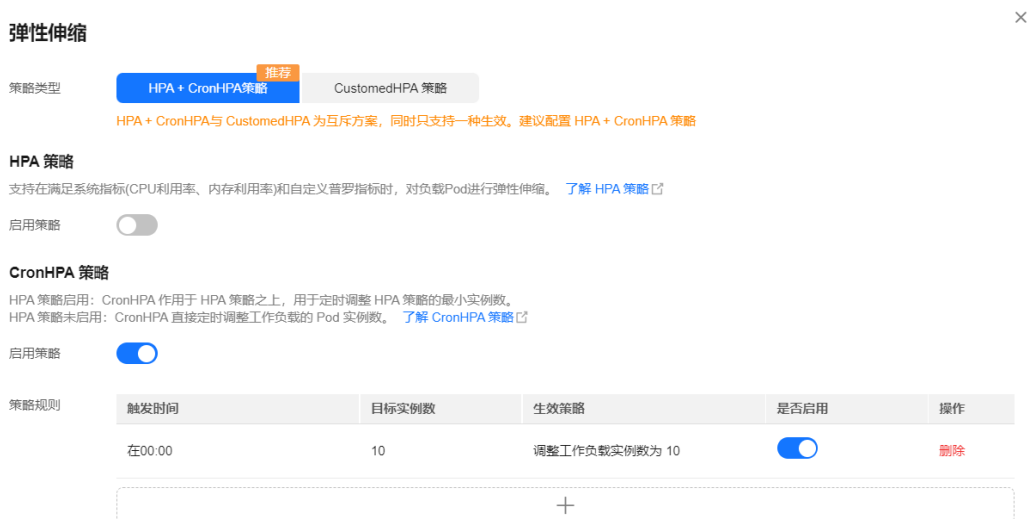 弹性伸缩
推荐
策略类型 HPA + CronHPA策略 CustomedHPA 策略
HPA + CronHPA与 CustomedHPA 为互斥方案，同时只支持一种生效。建议配置 HPA + CronHPA 策略
HPA 策略
支持在满足系统指标(CPU利用率、内存利用率)和自定义普罗指标时，对负载Pod进行弹性伸缩。 了解 HPA 策略
启用策略
CronHPA 策略
HPA 策略启用：CronHPA 作用于 HPA 策略之上，用于定时调整 HPA 策略的最小实例数。
HPA 策略未启用：CronHPA 直接定时调整工作负载的 Pod 实例数。 了解 CronHPA 策略
启用策略
策略规则 触发时间 目标实例数 生效策略 是否启用 操作
在00:00 10 调整工作负载实例数为 10 删除